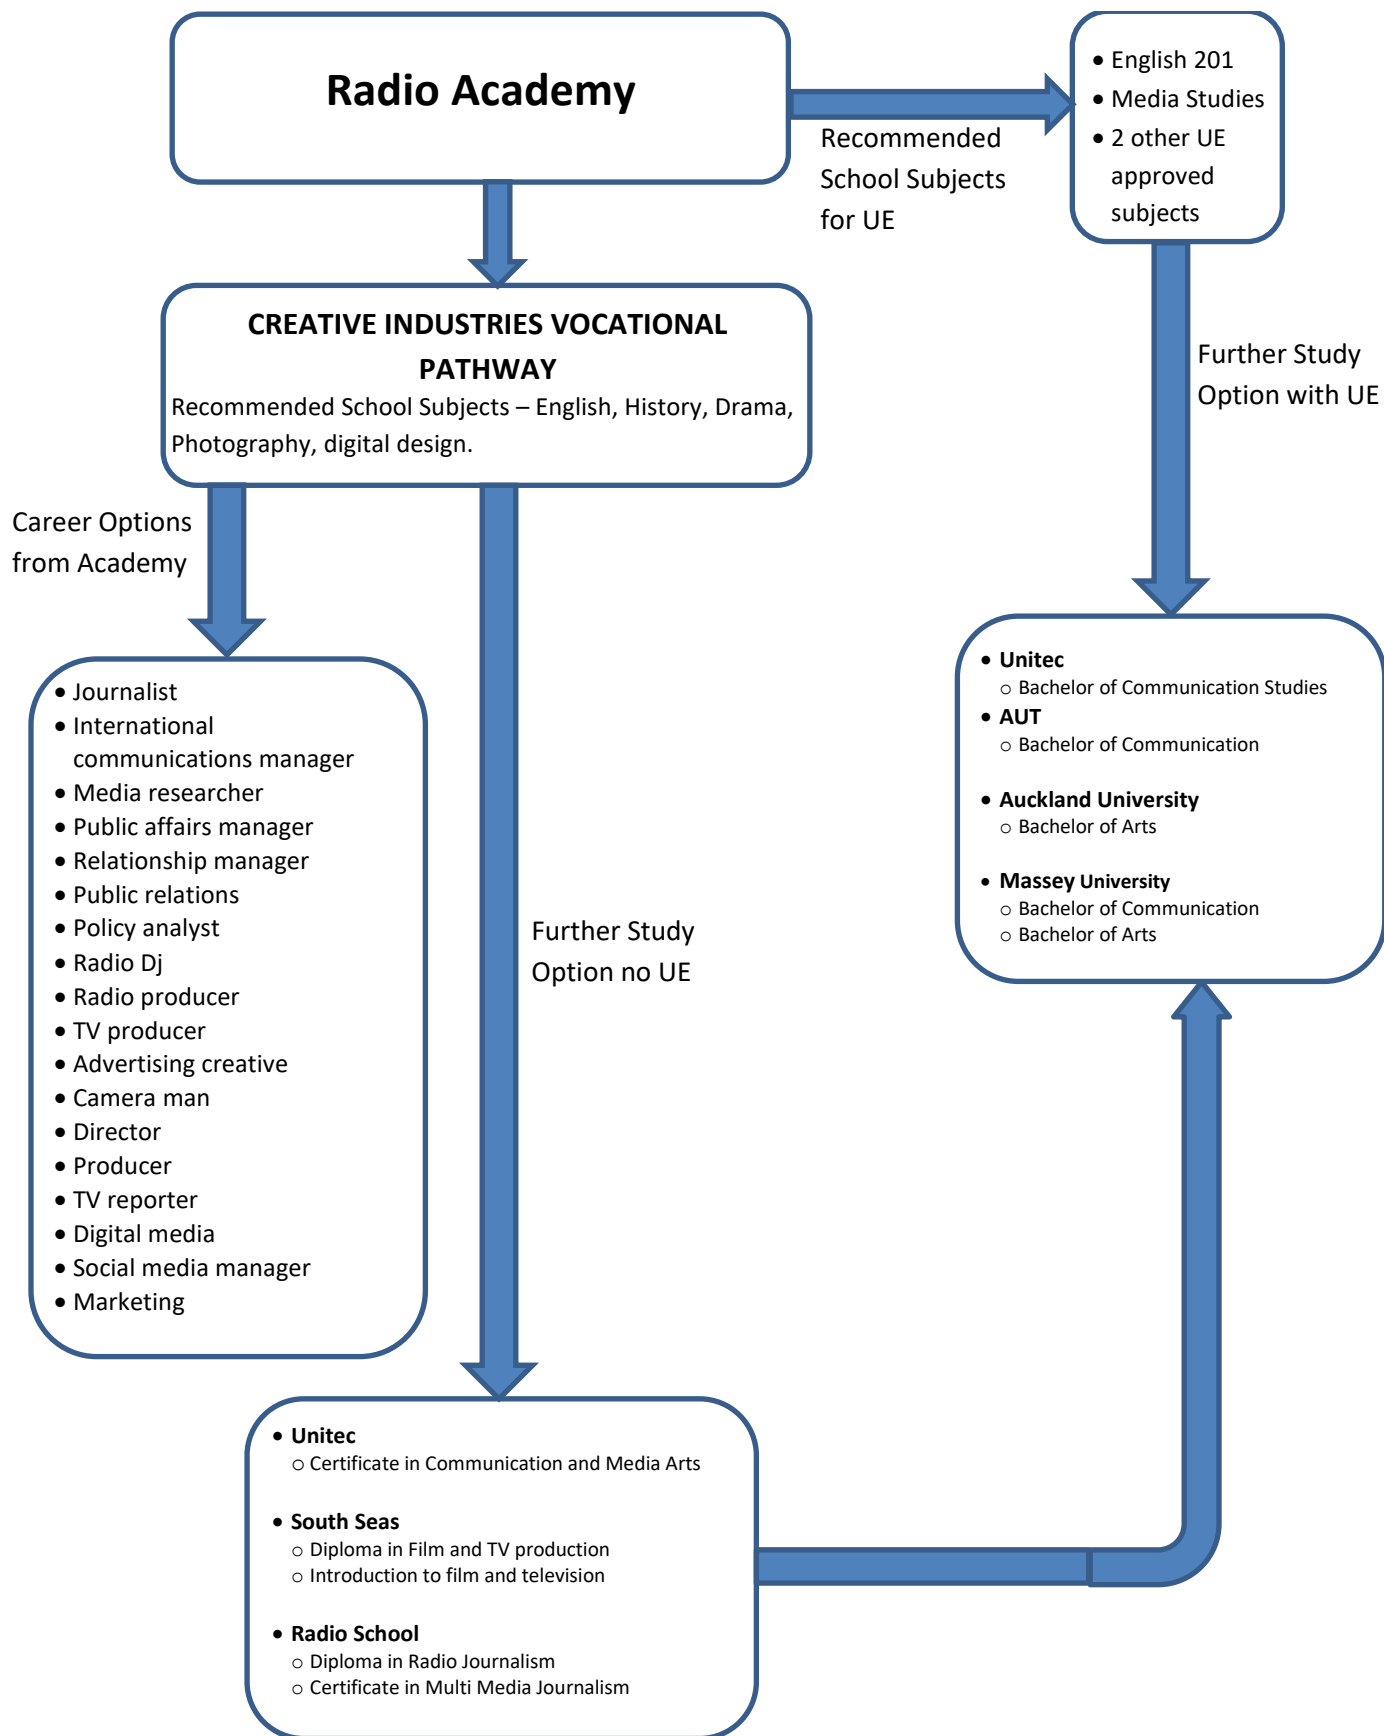 Radio Academy
Recommended
School Subjects
for UE
• English 201
• Media Studies
• 2 other UE
approved
subjects
CREATIVE INDUSTRIES VOCATIONAL
PATHWAY
Recommended School Subjects – English, History, Drama,
Photography, digital design.
Further Study
Option with UE
Career Options
from Academy
• Journalist
• International
communications manager
• Media researcher
• Public affairs manager
• Relationship manager
• Public relations
• Policy analyst
• Radio Dj
• Radio producer
• TV producer
• Advertising creative
• Camera man
• Director
• Producer
• TV reporter
• Digital media
• Social media manager
• Marketing
Further Study
Option no UE
• Unitec
○ Bachelor of Communication Studies
• AUT
○ Bachelor of Communication
• Auckland University
○ Bachelor of Arts
• Massey University
○ Bachelor of Communication
○ Bachelor of Arts
• Unitec
○ Certificate in Communication and Media Arts
• South Seas
○ Diploma in Film and TV production
○ Introduction to film and television
• Radio School
○ Diploma in Radio Journalism
○ Certificate in Multi Media Journalism